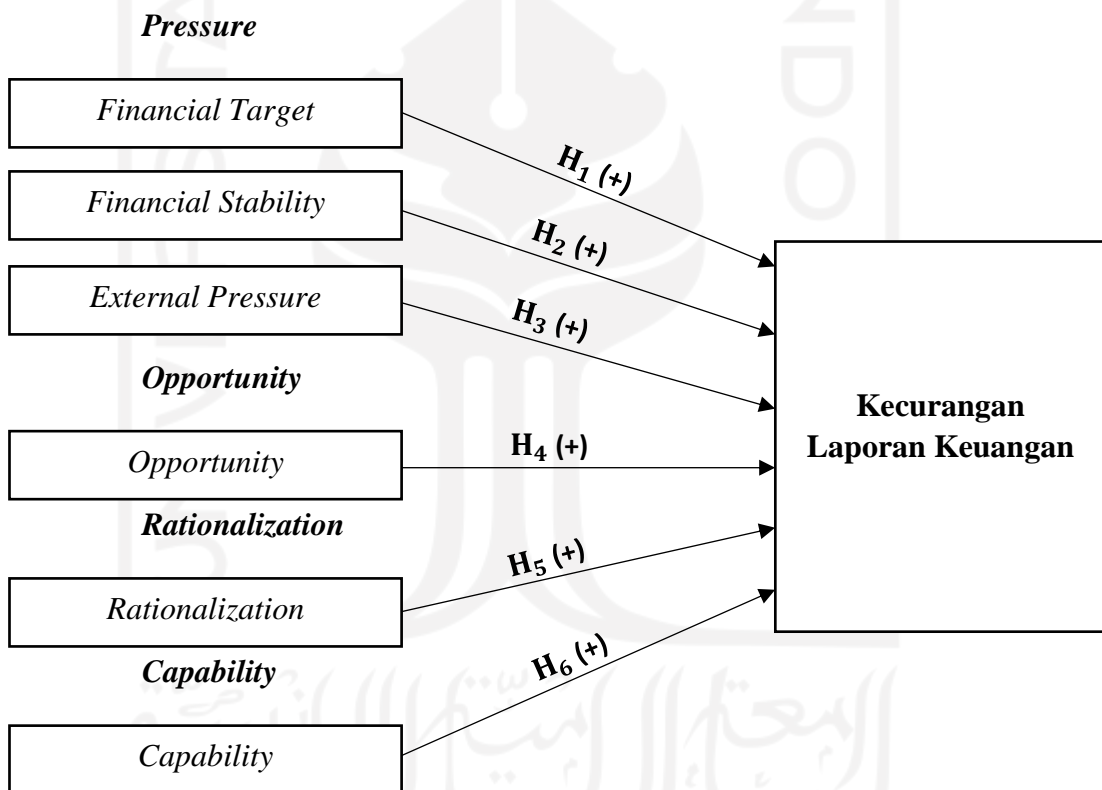 Pressure
Financial Target
H₁ (+)
Financial Stability
H₂ (+)
External Pressure
H₃ (+)
Opportunity
Kecurangan
Laporan Keuangan
Opportunity
H₄ (+)
Rationalization
H₅ (+)
Rationalization
Capability
H₆ (+)
Capability
NDO